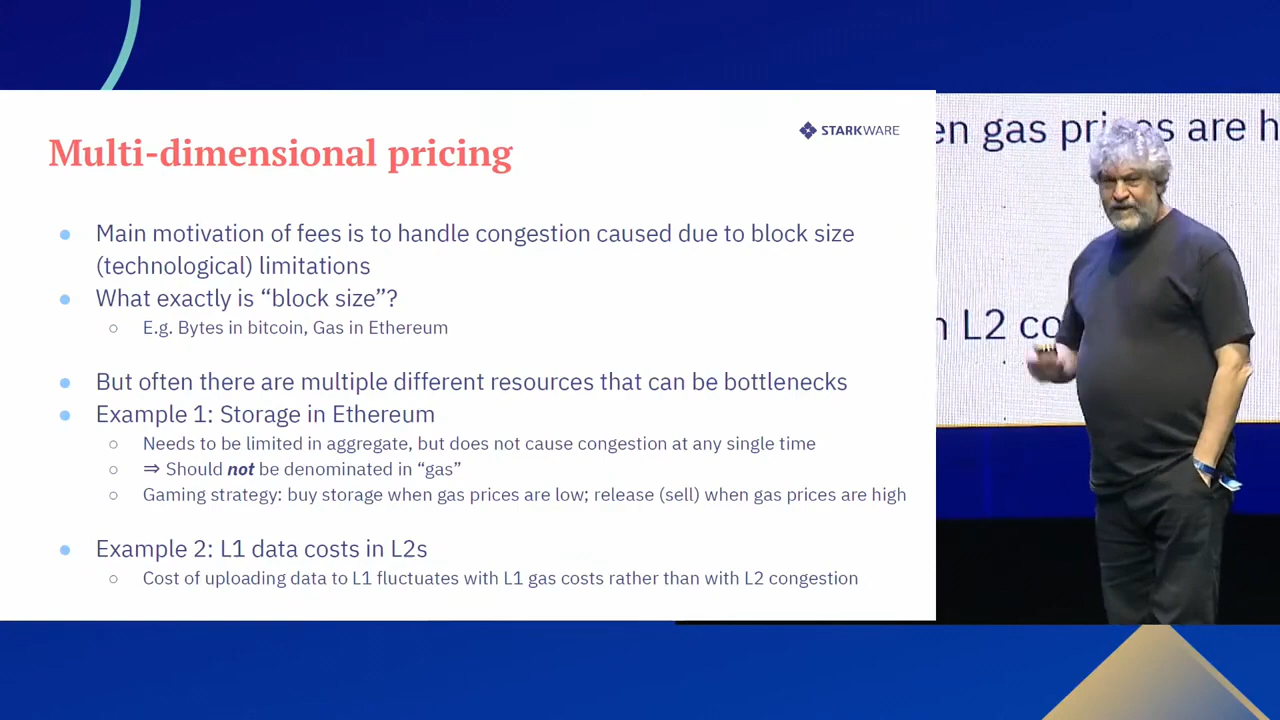 STARKWARE
Multi-dimensional pricing
● Main motivation of fees is to handle congestion caused due to block size
(technological) limitations
● What exactly is “block size”?
○ E.g. Bytes in bitcoin, Gas in Ethereum
● But often there are multiple different resources that can be bottlenecks
● Example 1: Storage in Ethereum
○ Needs to be limited in aggregate, but does not cause congestion at any single time
○ ⇒ Should not be denominated in “gas”
○ Gaming strategy: buy storage when gas prices are low; release (sell) when gas prices are high
● Example 2: L1 data costs in L2s
○ Cost of uploading data to L1 fluctuates with L1 gas costs rather than with L2 congestion
en gas prices are h
L2 co